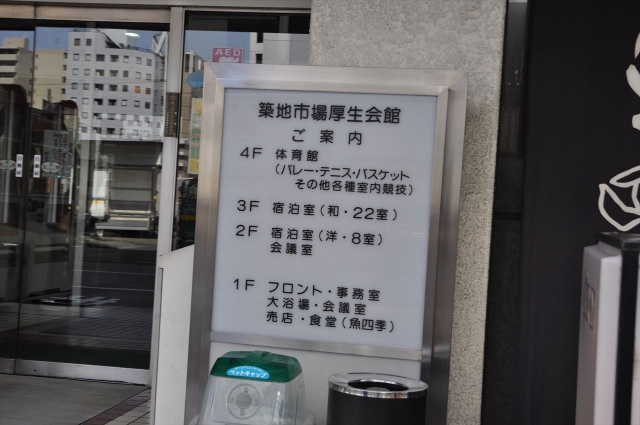 AED
築地市場厚生会館
ご案内
4F 体育館
(バレー・テニス・バスケット
その他各種室内競技)
3F 宿泊室(和・22室)
2F 宿泊室(洋・8室)
会議室
1F フロント・事務室
大浴場・会議室
売店・食堂(魚四季)
ペットキャップ